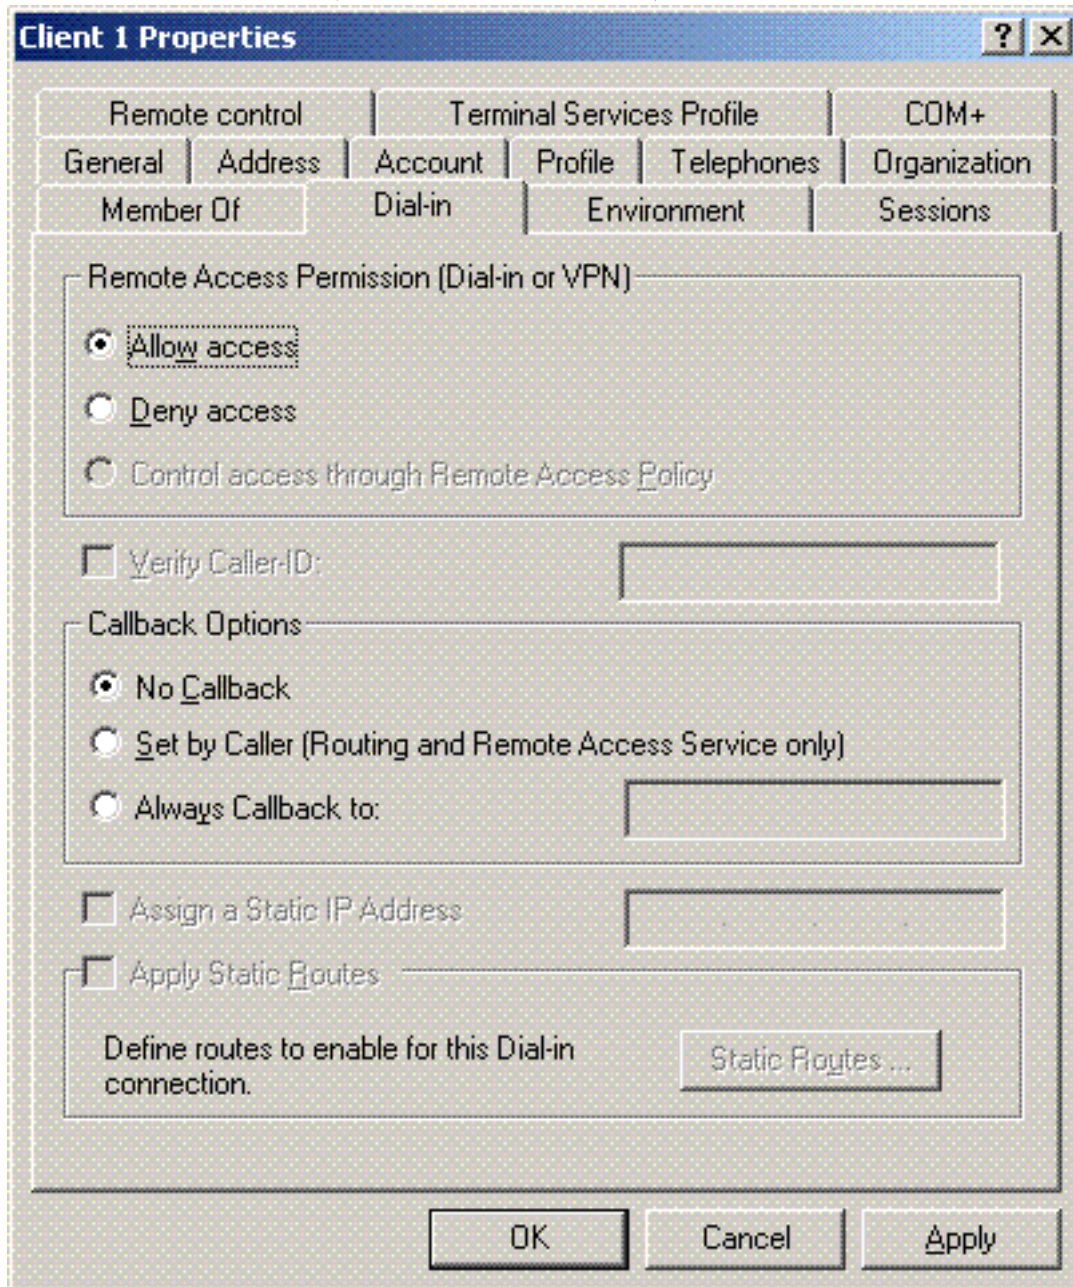 Client 1 Properties
Remote control Terminal Services Profile COM+
General Address Account Profile Telephones Organization
Member Of Dial-in Environment Sessions
Remote Access Permission (Dial-in or VPN)
Allow access
Deny access
Control access through Remote Access Policy
Verify Caller-ID:
Callback Options
No Callback
Set by Caller (Routing and Remote Access Service only)
Always Callback to:
Assign a Static IP Address
Apply Static Routes
Define routes to enable for this Dial-in
connection.
Static Routes ...
OK Cancel Apply